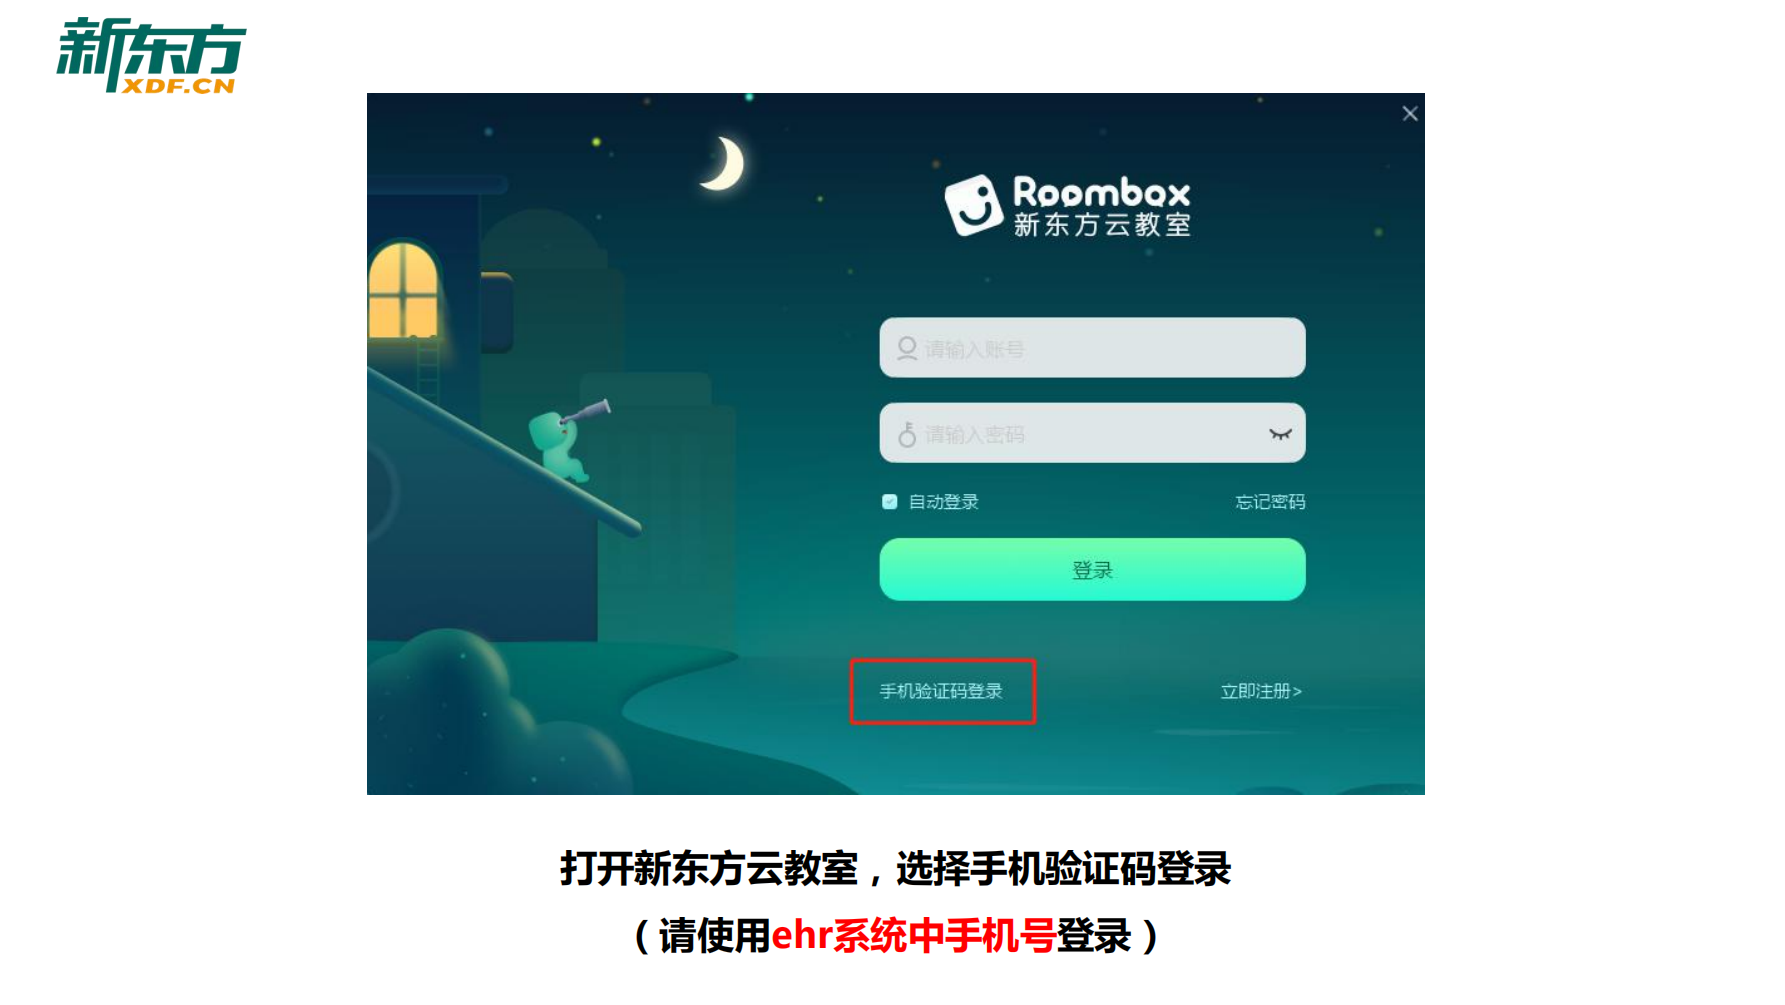 新东方
XDF.CN
Roombox
新东方云教室
请输入账号
请输入密码
自动登录 忘记密码
登录
手机验证码登录 立即注册>
打开新东方云教室，选择手机验证码登录
（请使用ehr系统中手机号登录）